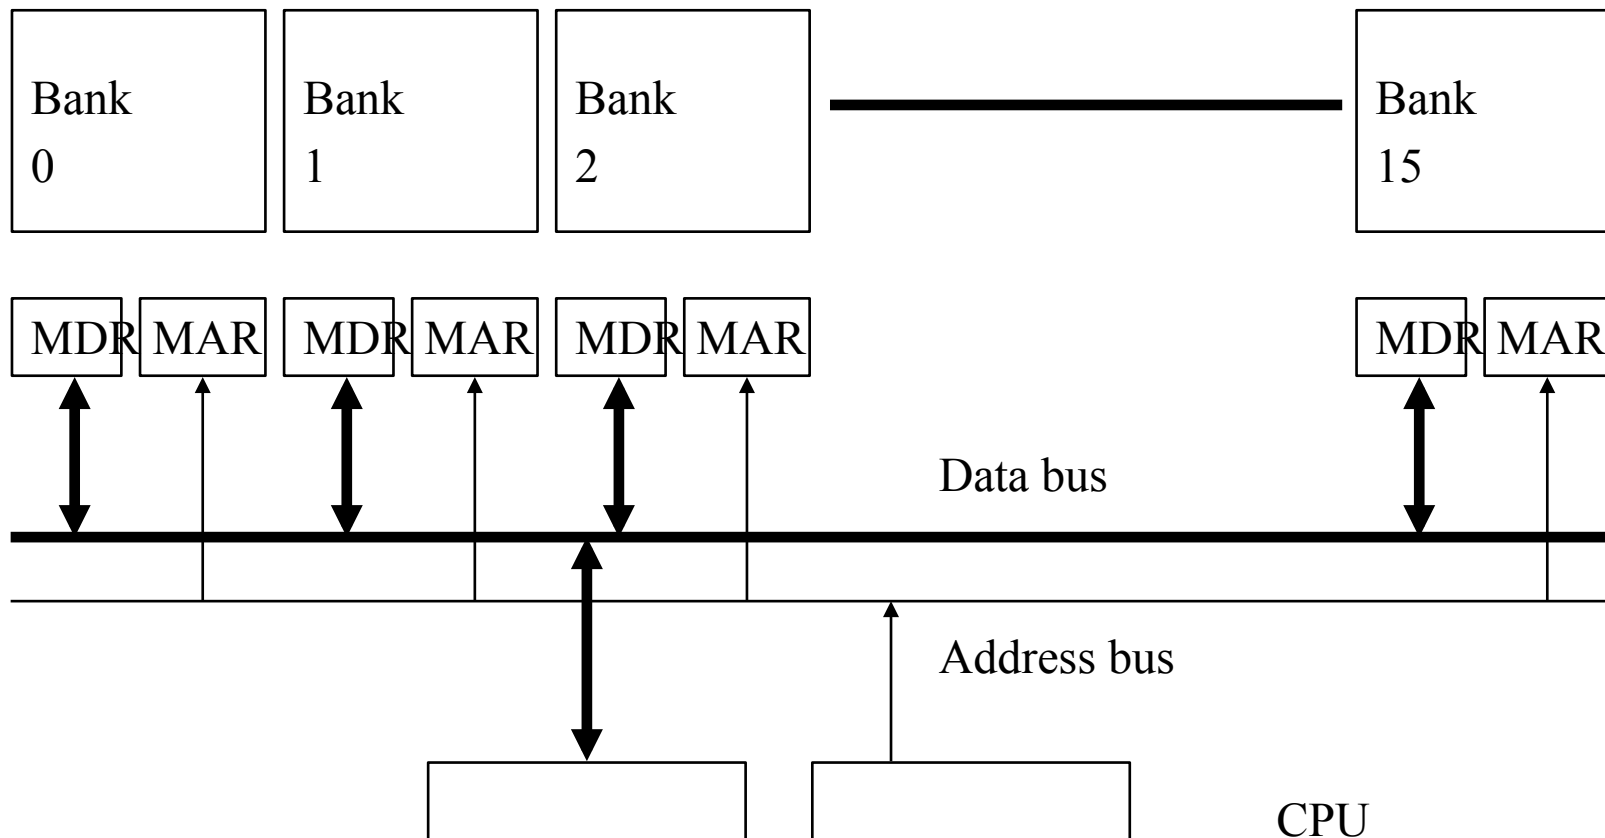 Bank
0
Bank
1
Bank
2
Bank
15
MDR
MAR
MDR
MAR
MDR
MAR
MDR
MAR
Data bus
Address bus
CPU